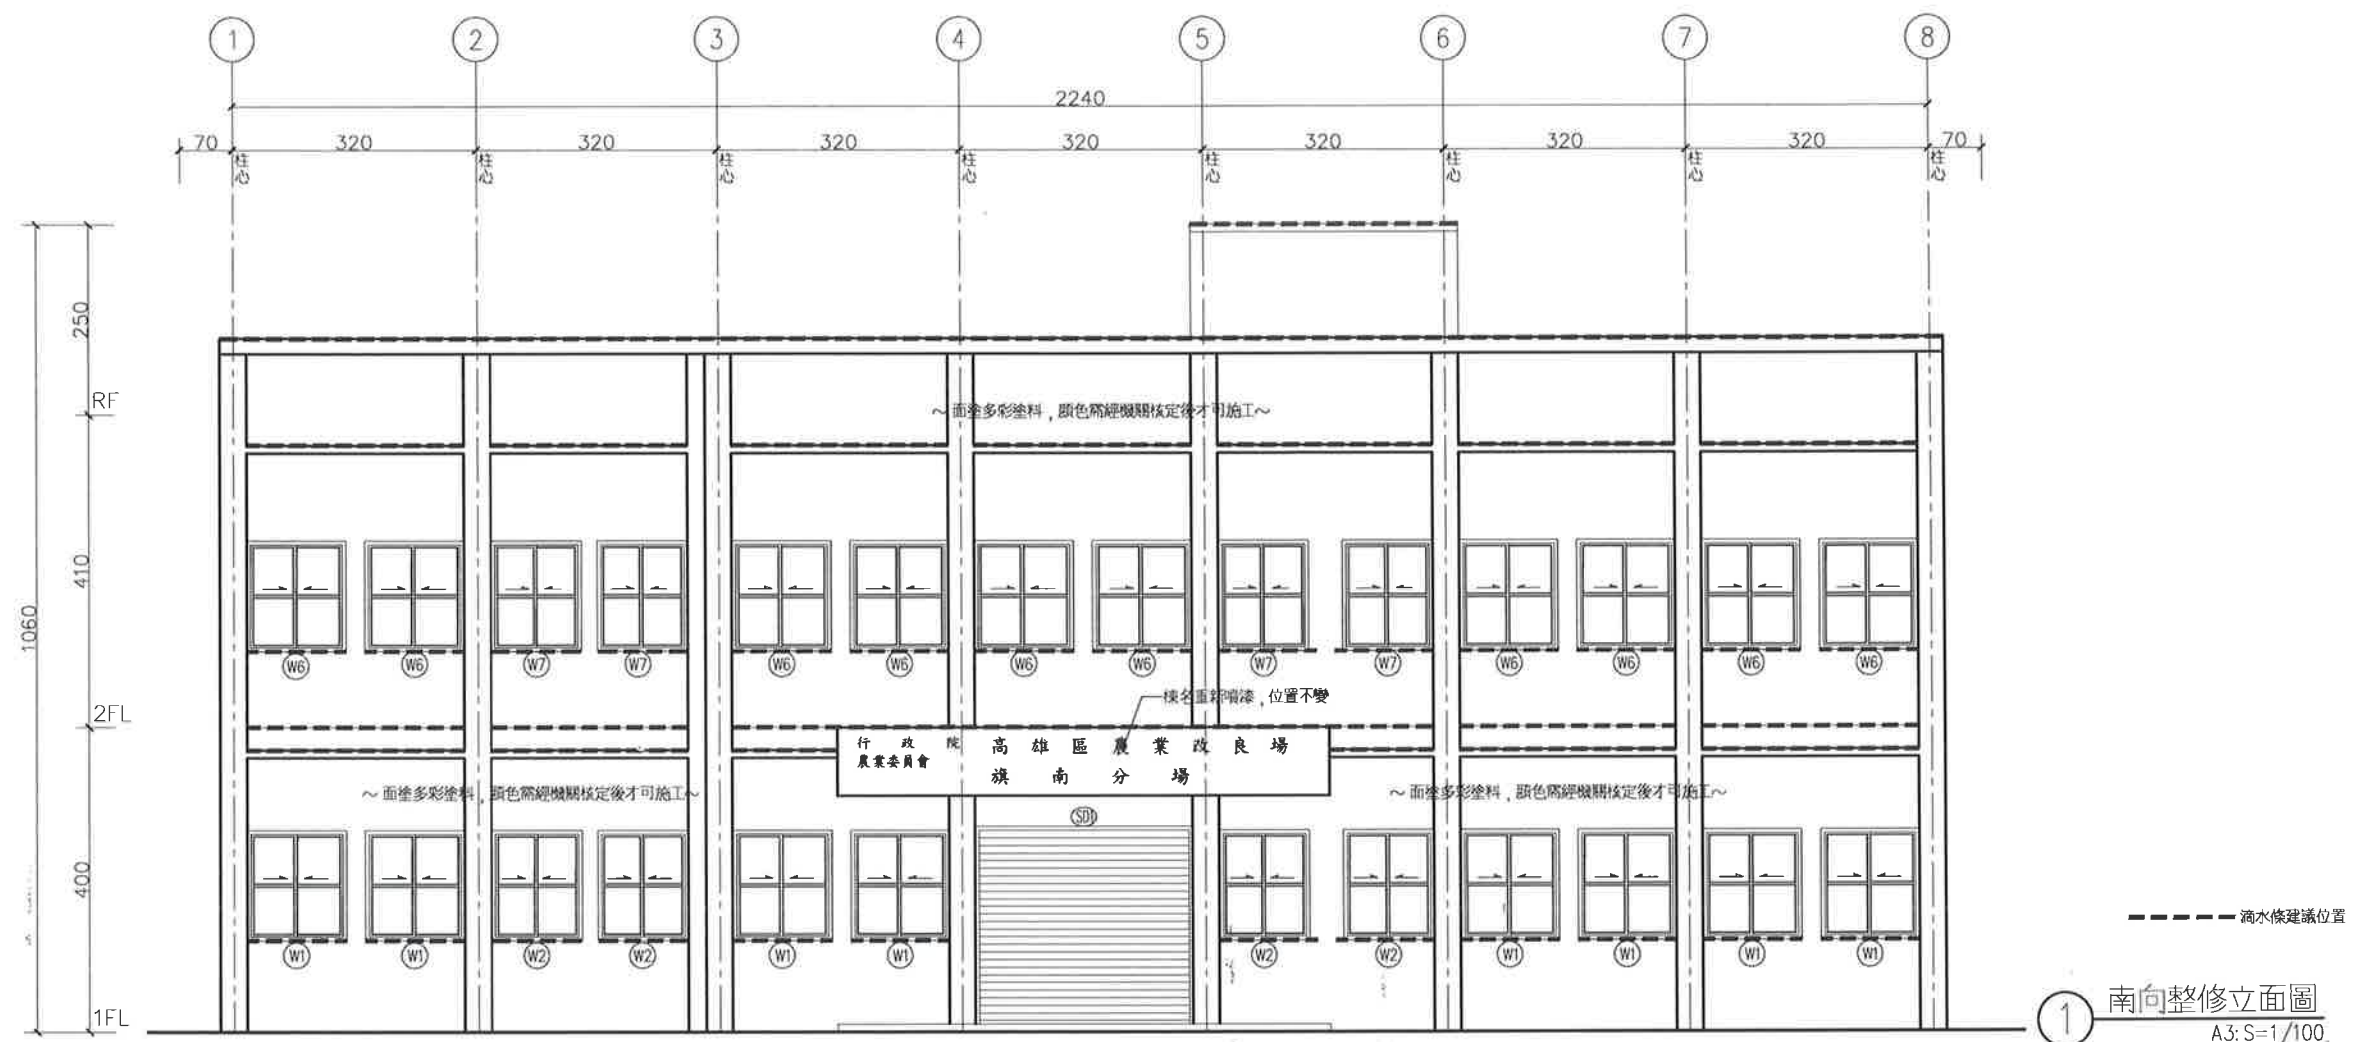 1 2 3 4 5 6 7 8
2240
70 320 320 320 320 320 320 320 70
柱心 柱心 柱心 柱心 柱心 柱心 柱心 柱心
250
RF
～面塗多彩塗料，顏色需經機關核定後才可施工～
410
1060
W6 W6 W7 W7 W6 W6 W6 W6 W7 W7 W6 W6 W6 W6
棟名重新噴漆，位置不變
2FL
行政院 高雄區農業改良場
農業委員會 旗南分場
～面塗多彩塗料，顏色需經機關核定後才可施工～ ～面塗多彩塗料，顏色需經機關核定後才可施工～
SD1
400
滴水條建議位置
W1 W1 W2 W2 W1 W1 W2 W2 W1 W1 W1 W1
1FL
1 南向整修立面圖
A3: S=1/100